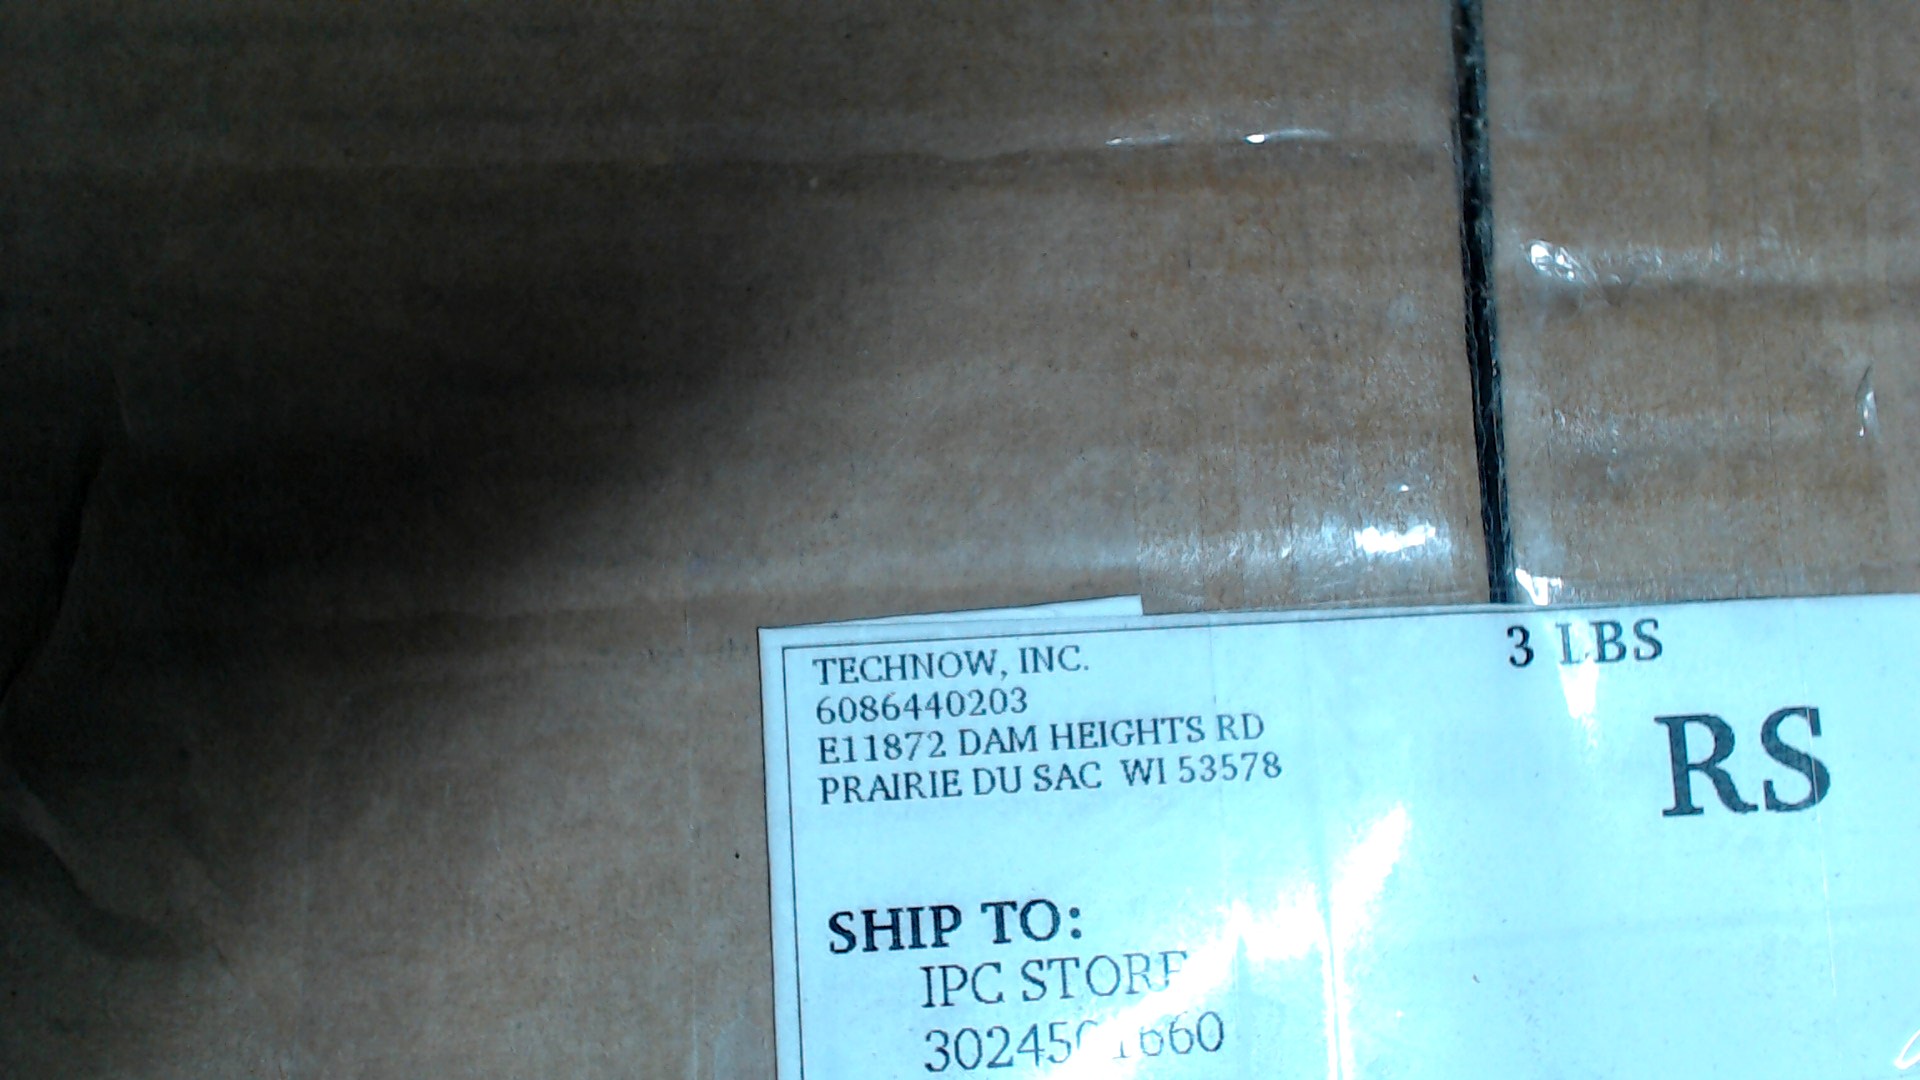 TECHNOW, INC.
3 LBS
6086440203
RS
E11872 DAM HEIGHTS RD
PRAIRIE DU SAC WI 53578
SHIP TO:
IPC STORE